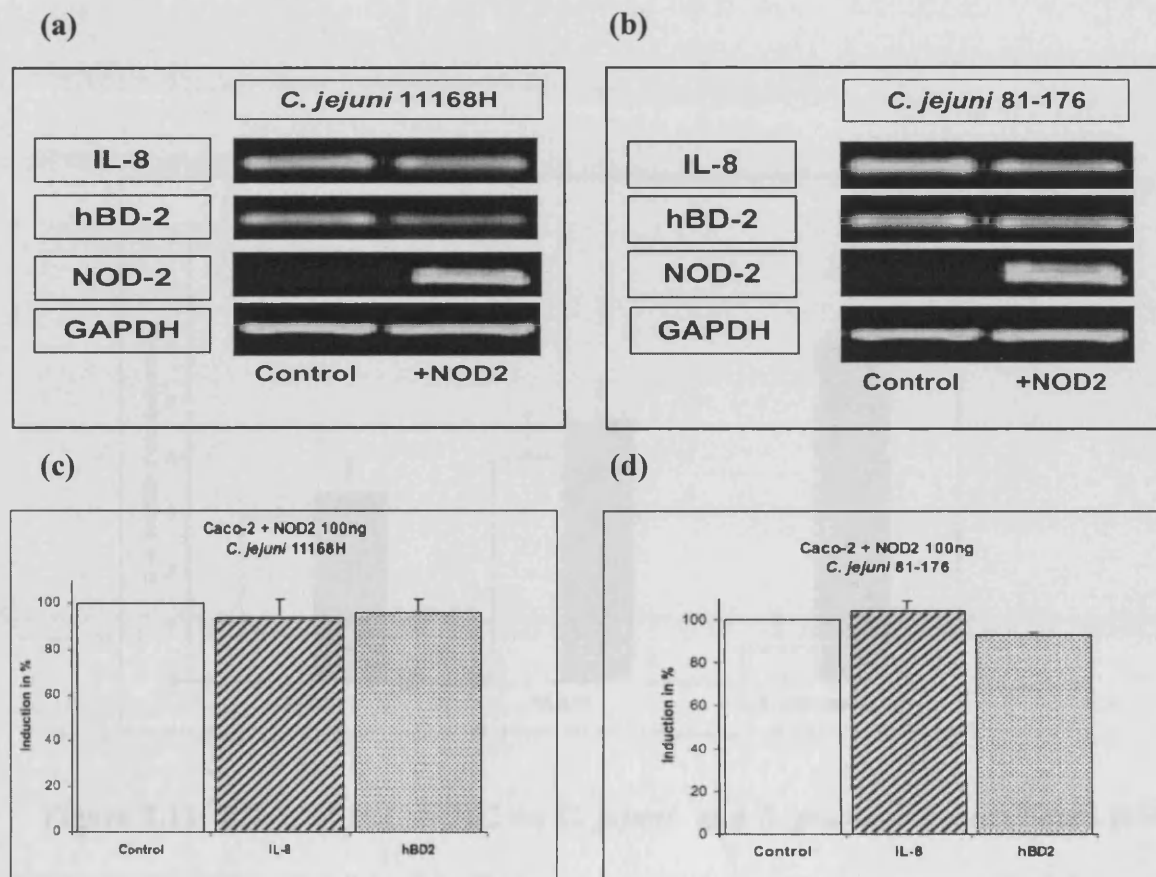 (a)
(b)
C. jejuni 11168H
IL-8
hBD-2
NOD-2
GAPDH
Control +NOD2
C. jejuni 81-176
IL-8
hBD-2
NOD-2
GAPDH
Control +NOD2
(c)
(d)
Caco-2 + NOD2 100ng
C. jejuni 11168H
Induction in %
100
80
60
40
20
0
Control IL-8 hBD2
Caco-2 + NOD2 100ng
C. jejuni 81-176
Induction in %
100
80
60
40
20
0
Control IL-8 hBD2